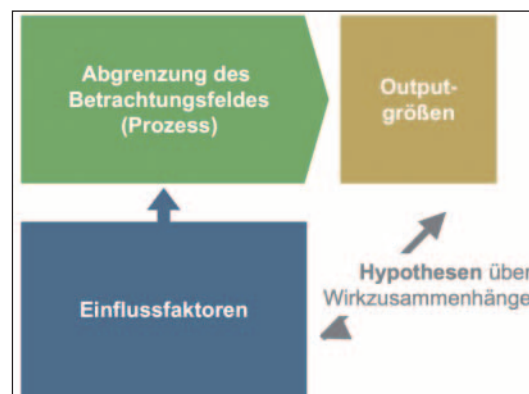 Abgrenzung des
Betrachtungsfeldes
(Prozess)
Output-
größen
Hypothesen über
Wirkzusammenhänge
Einflussfaktoren